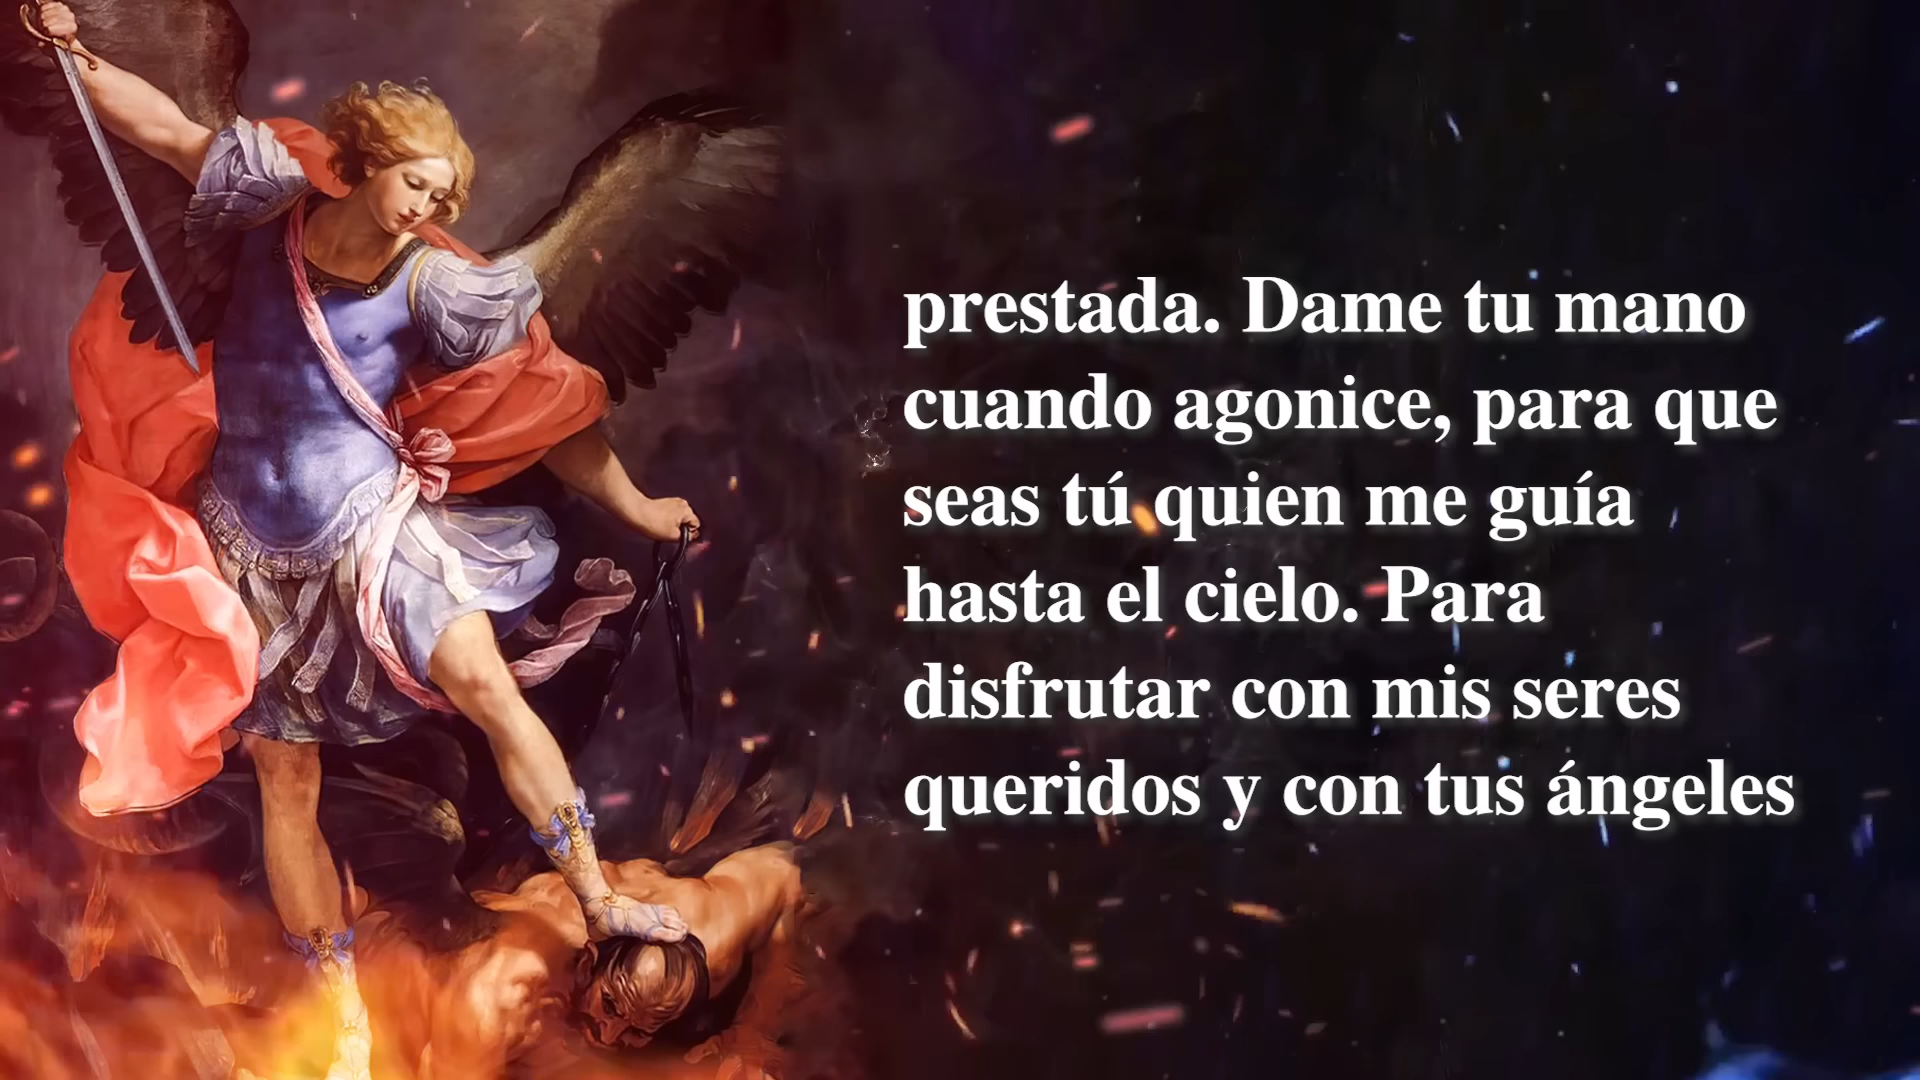 prestada. Dame tu mano
cuando agonice, para que
seas tú quien me guía
hasta el cielo. Para
disfrutar con mis seres
queridos y con tus ángeles